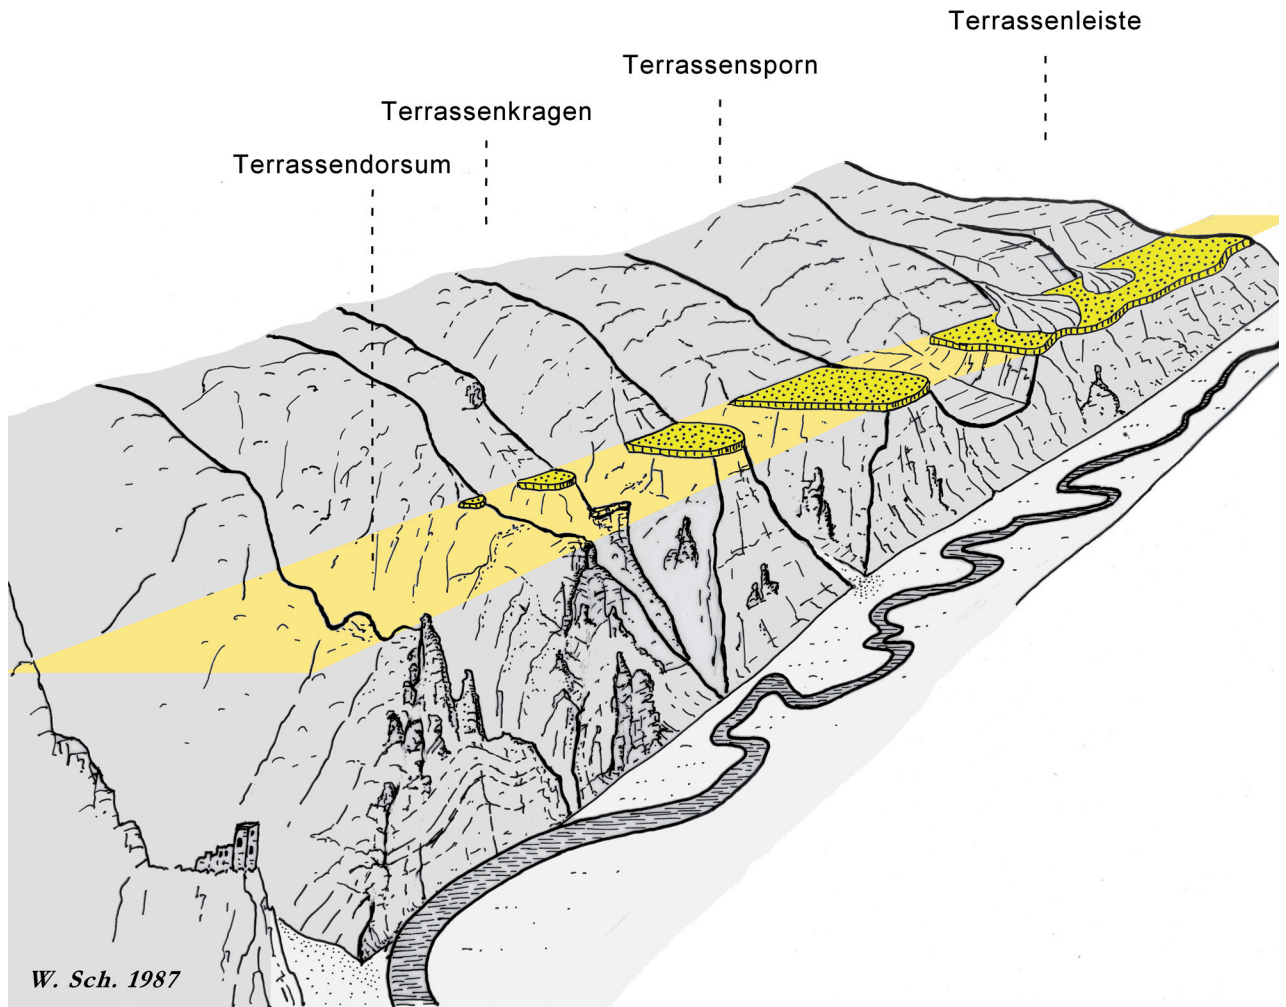 Terrassenleiste
Terrassensporn
Terrassenkragen
Terrassendorsum
W. Sch. 1987